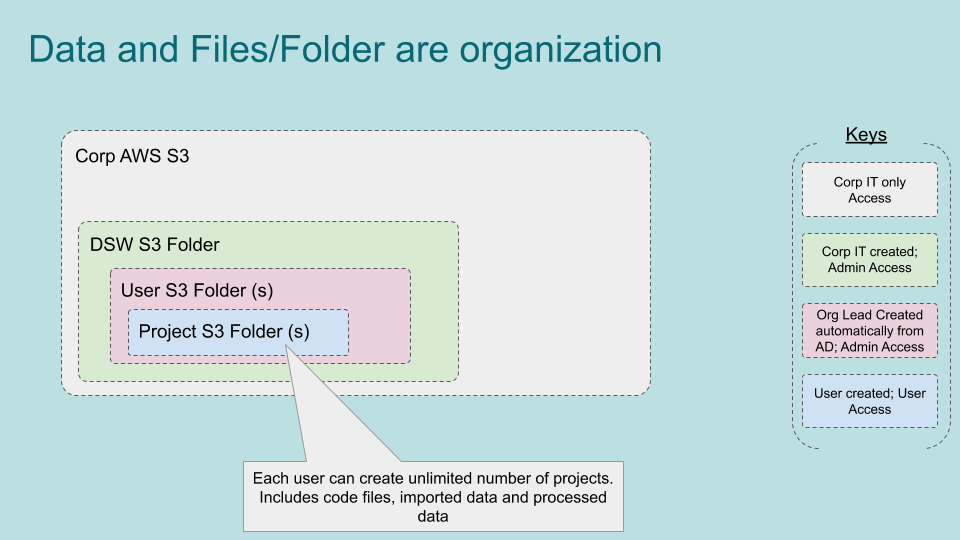 Data and Files/Folder are organization
Keys
Corp AWS S3
Corp IT only
Access
DSW S3 Folder
Corp IT created;
Admin Access
User S3 Folder (s)
Project S3 Folder (s)
Org Lead Created
automatically from
AD; Admin Access
User created; User
Access
Each user can create unlimited number of projects.
Includes code files, imported data and processed
data